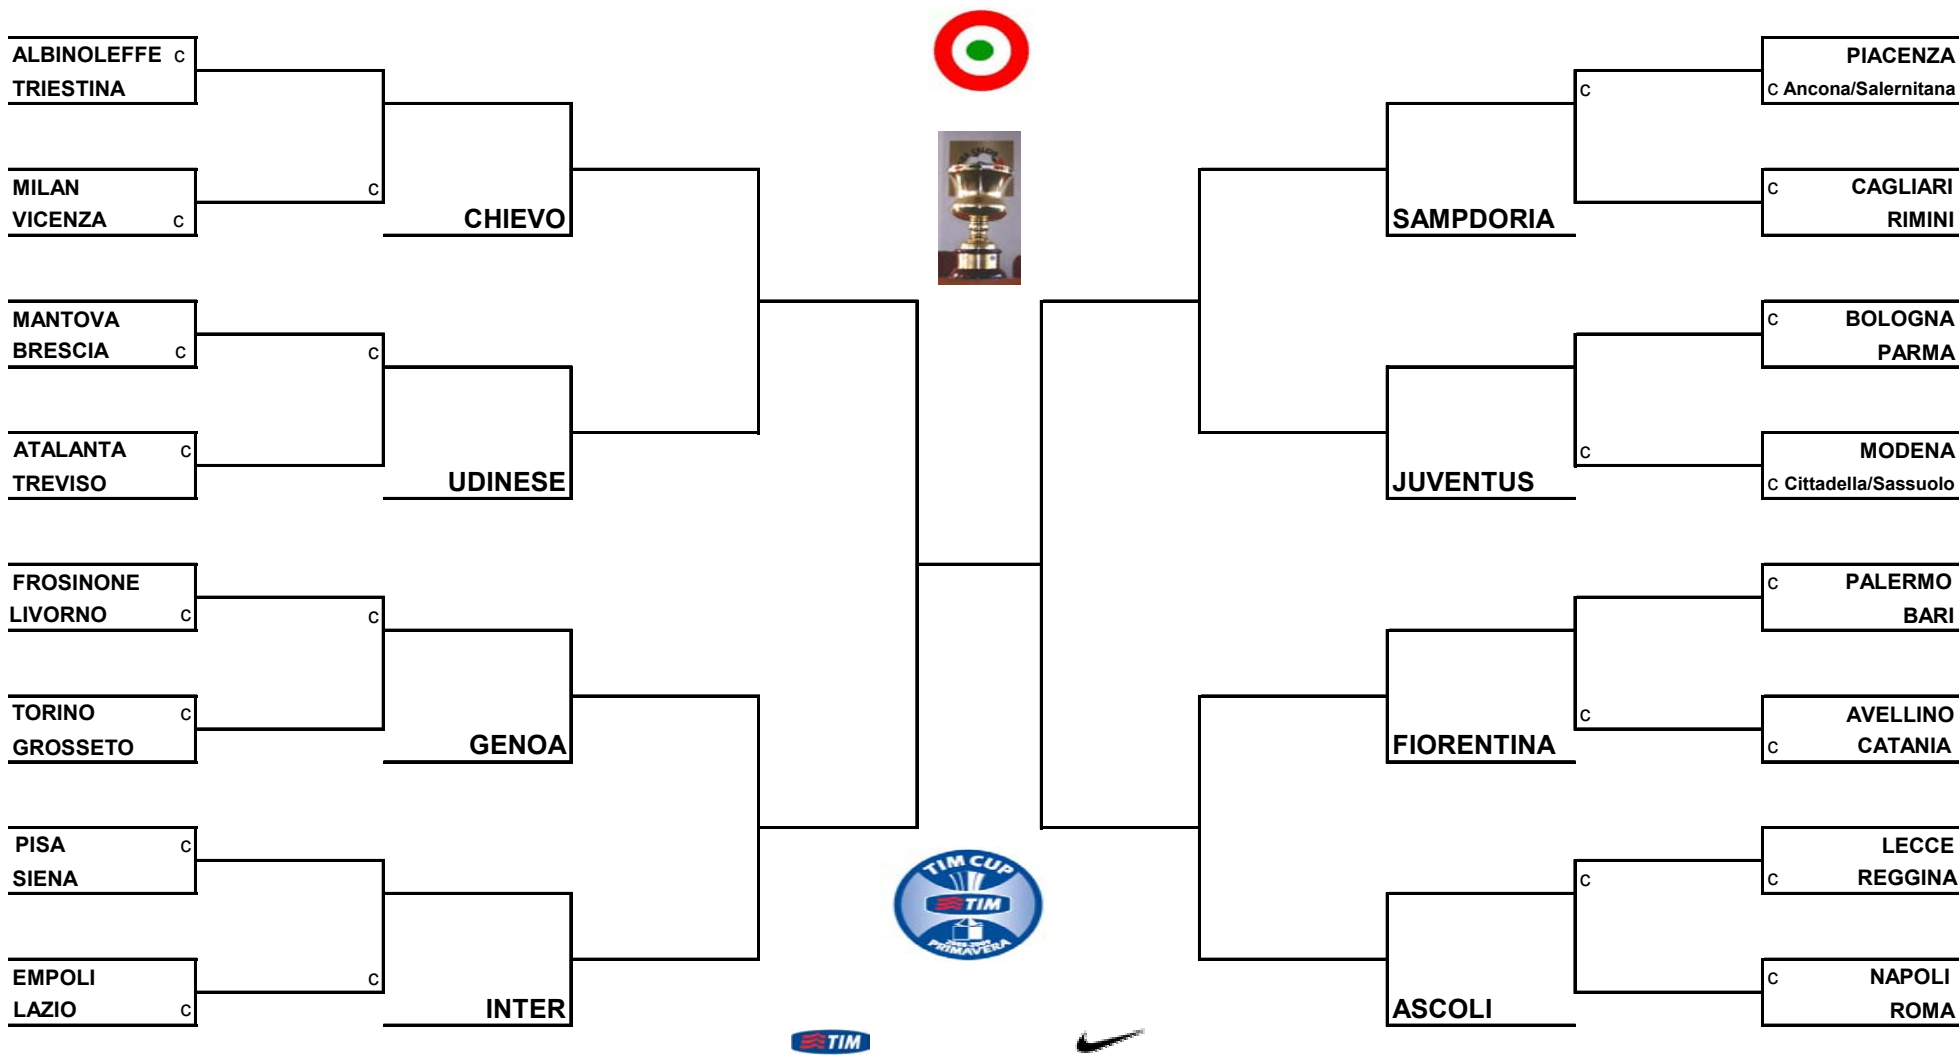 ALBINOLEFFE c
TRIESTINA
c
MILAN
VICENZA c
CHIEVO
MANTOVA
BRESCIA c
c
ATALANTA c
TREVISO
UDINESE
FROSINONE
LIVORNO c
c
TORINO c
GROSSETO
GENOA
PISA c
SIENA
EMPOLI
LAZIO c
c
INTER
TIM CUP
TIM
PRIMAVERA
TIM
PIACENZA
c Ancona/Salernitana
c
c CAGLIARI
RIMINI
SAMPDORIA
c BOLOGNA
PARMA
c
MODENA
c Cittadella/Sassuolo
JUVENTUS
c PALERMO
BARI
c
AVELLINO
c CATANIA
FIORENTINA
LECCE
c REGGINA
c
c NAPOLI
ROMA
ASCOLI